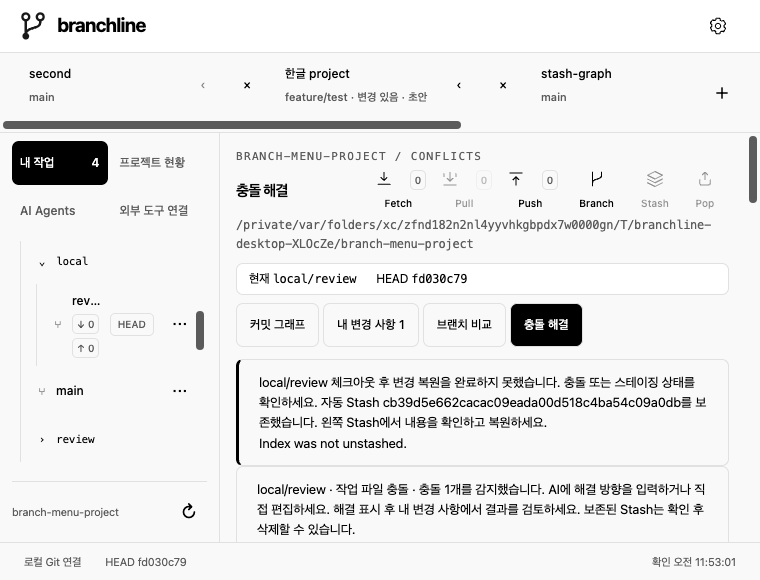 branchline
second
main
한글 project
feature/test · 변경 있음 · 초안
stash-graph
main
내 작업 4
프로젝트 현황
AI Agents
외부 도구 연결
local
rev...
↓ 0
HEAD
...
↑ 0
main
...
review
branch-menu-project
BRANCH-MENU-PROJECT / CONFLICTS
충돌 해결
0
Fetch
0
Pull
0
Push
Branch
Stash
Pop
/private/var/folders/xc/zfnd182n2nl4yyvhkgbpdx7w0000gn/T/branchline-
desktop-XLOcZe/branch-menu-project
현재 local/review HEAD fd030c79
커밋 그래프
내 변경 사항 1
브랜치 비교
충돌 해결
local/review 체크아웃 후 변경 복원을 완료하지 못했습니다. 충돌 또는 스테이징 상태를
확인하세요. 자동 Stash cb39d5e662cacac09eada00d518c4ba54c09a0db를 보
존했습니다. 왼쪽 Stash에서 내용을 확인하고 복원하세요.
Index was not unstashed.
local/review · 작업 파일 충돌 · 충돌 1개를 감지했습니다. AI에 해결 방향을 입력하거나 직
접 편집하세요. 해결 표시 후 내 변경 사항에서 결과를 검토하세요. 보존된 Stash는 확인 후
삭제할 수 있습니다.
로컬 Git 연결
HEAD fd030c79
확인 오전 11:53:01